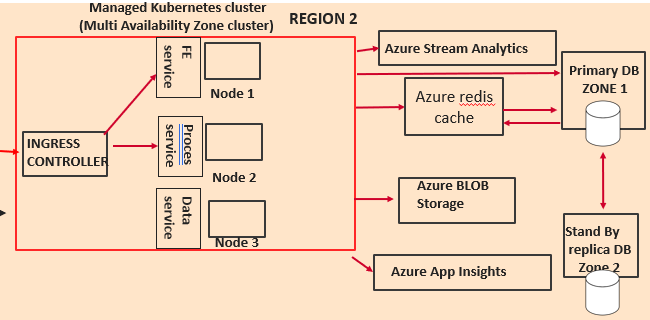 Managed Kubernetes cluster
(Multi Availability Zone cluster)
REGION 2
FE
service
Node 1
Azure Stream Analytics
Primary DB
ZONE 1
Azure redis
cache
INGRESS
CONTROLLER
Proces
service
Node 2
Azure BLOB
Storage
Data
service
Node 3
Stand By
replica DB
Zone 2
Azure App Insights